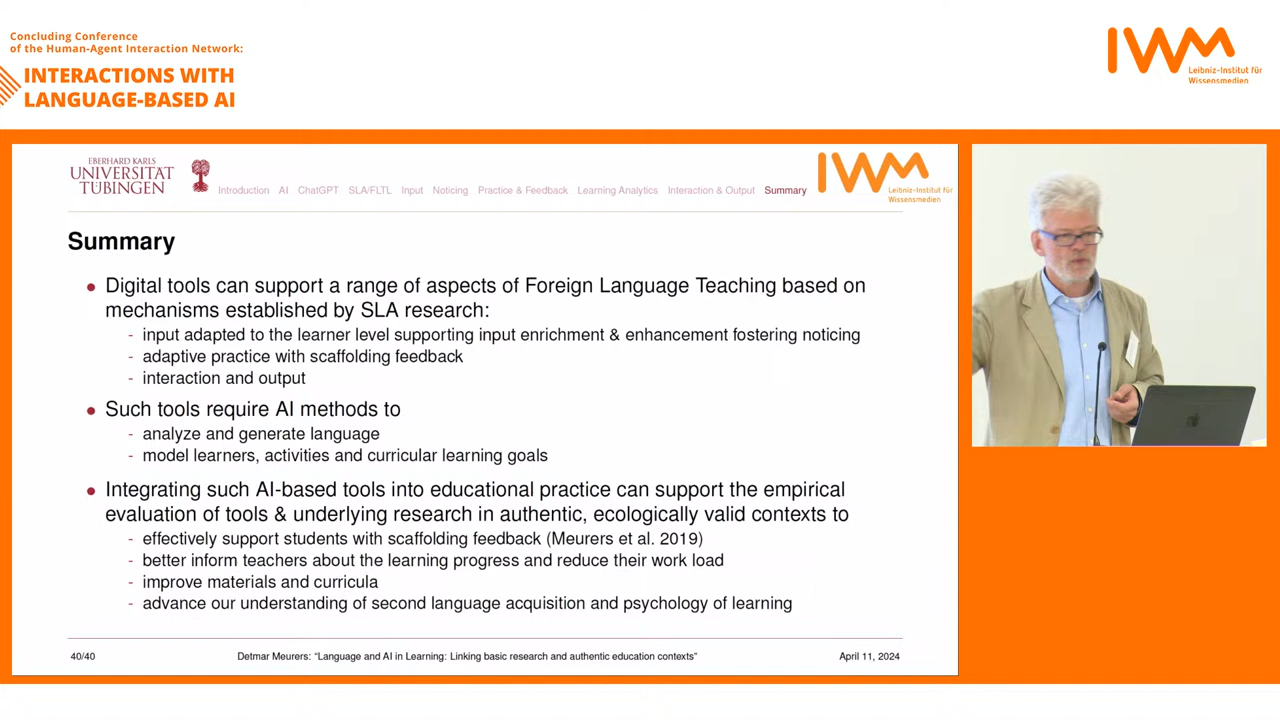 Concluding Conference
of the Human-Agent Interaction Network:
INTERACTIONS WITH
LANGUAGE-BASED AI
IWM
Leibniz-Institut für
Wissensmedien
EBERHARD KARLS
UNIVERSITÄT
TÜBINGEN
Introduction AI ChatGPT SLA/FLTL Input Noticing Practice & Feedback Learning Analytics Interaction & Output Summary
IWM
Leibniz-Institut für
Wissensmedien
Summary
• Digital tools can support a range of aspects of Foreign Language Teaching based on
mechanisms established by SLA research:
- input adapted to the learner level supporting input enrichment & enhancement fostering noticing
- adaptive practice with scaffolding feedback
- interaction and output
• Such tools require AI methods to
- analyze and generate language
- model learners, activities and curricular learning goals
• Integrating such AI-based tools into educational practice can support the empirical
evaluation of tools & underlying research in authentic, ecologically valid contexts to
- effectively support students with scaffolding feedback (Meurers et al. 2019)
- better inform teachers about the learning progress and reduce their work load
- improve materials and curricula
- advance our understanding of second language acquisition and psychology of learning
40/40 Detmar Meurers: “Language and AI in Learning: Linking basic research and authentic education contexts” April 11, 2024